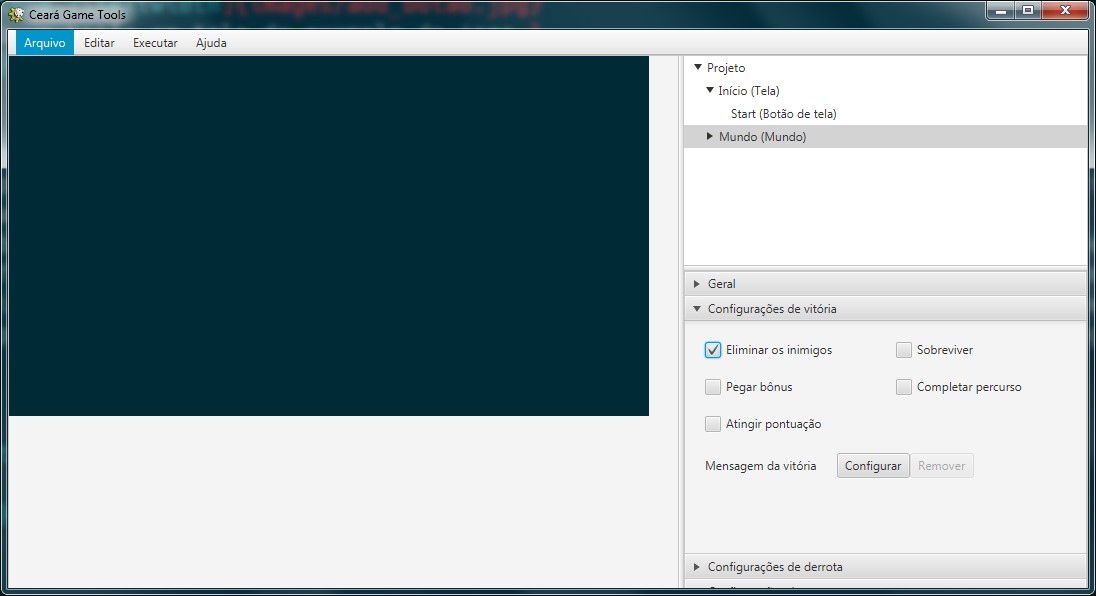 Ceará Game Tools
Arquivo Editar Executar Ajuda
Projeto
Início (Tela)
Start (Botão de tela)
Mundo (Mundo)
Geral
Configurações de vitória
Eliminar os inimigos Sobreviver
Pegar bônus Completar percurso
Atingir pontuação
Mensagem da vitória Configurar Remover
Configurações de derrota